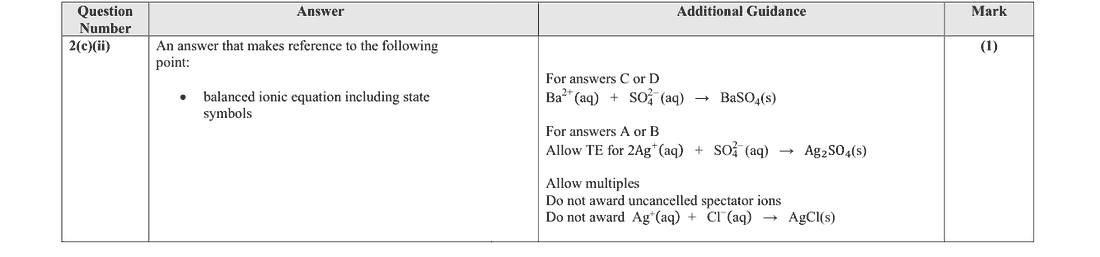 Question Number Answer Additional Guidance Mark
2(c)(ii) An answer that makes reference to the following (1)
point:
• balanced ionic equation including state
symbols
For answers C or D
Ba²⁺(aq) + SO₄²⁻(aq) → BaSO₄(s)
For answers A or B
Allow TE for 2Ag⁺(aq) + SO₄²⁻(aq) → Ag₂SO₄(s)
Allow multiples
Do not award uncancelled spectator ions
Do not award Ag⁺(aq) + Cl⁻(aq) → AgCl(s)